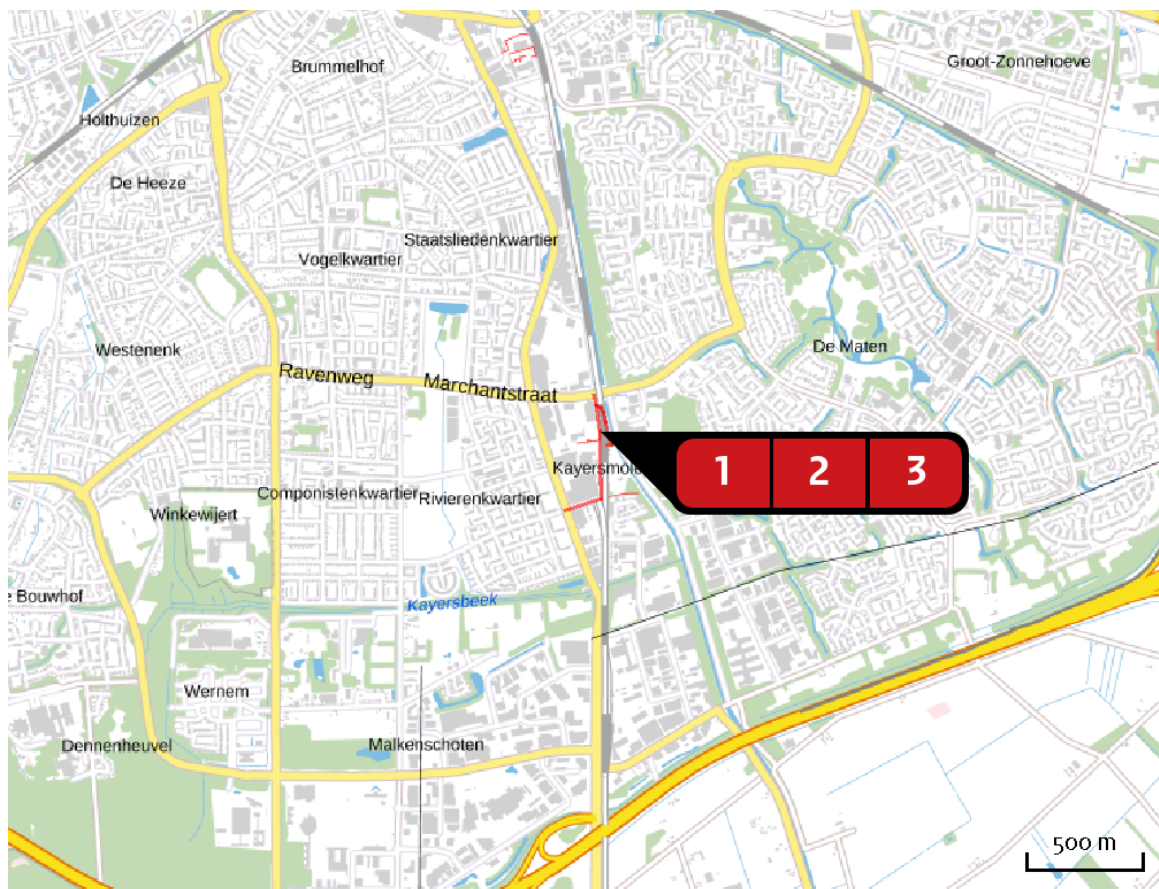 Brummelhof
Groot-Zonnehoeve
Holthuizen
De Heeze
Staatsliedenkwartier
Vogelkwartier
Westenenk
De Maten
Ravenweg
Marchantstraat
Kayersmole
1 2 3
Componistenkwartier
Rivierenkwartier
Winkewijert
e Bouwhof
Kayersbeek
Wernem
Dennenheuvel
Malkenschoten
500 m